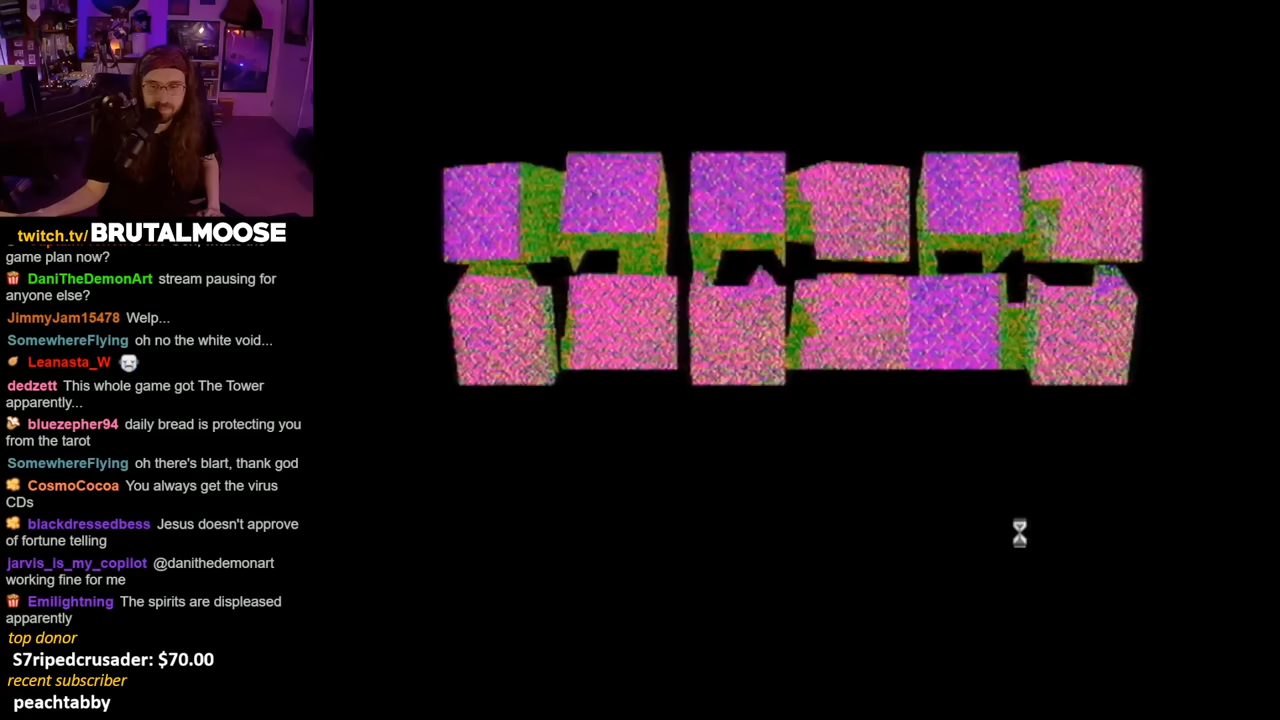 twitch.tv/BRUTALMOOSE
game plan now?
DaniTheDemonArt stream pausing for
anyone else?
JimmyJam15478 Welp...
SomewhereFlying oh no the white void...
Leanasta_W
dedzett This whole game got The Tower
apparently...
bluezepher94 daily bread is protecting you
from the tarot
SomewhereFlying oh there's blart, thank god
CosmoCocoa You always get the virus
CDs
blackdressedbess Jesus doesn't approve
of fortune telling
jarvis_is_my_copilot @danithedemonart
working fine for me
Emilightning The spirits are displeased
apparently
top donor
S7ripedcrusader: $70.00
recent subscriber
peachtabby